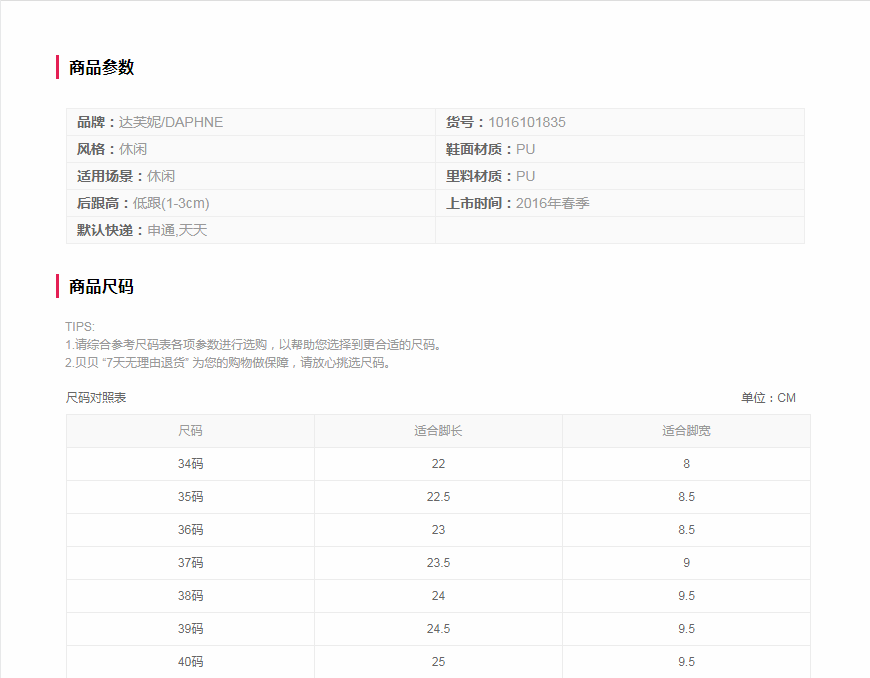 商品参数
品牌：达芙妮/DAPHNE 货号：1016101835
风格：休闲 鞋面材质：PU
适用场景：休闲 里料材质：PU
后跟高：低跟(1-3cm) 上市时间：2016年春季
默认快递：申通,天天
商品尺码
TIPS:
1.请综合参考尺码表各项参数进行选购，以帮助您选择到更合适的尺码。
2.贝贝 “7天无理由退货” 为您的购物做保障，请放心挑选尺码。
尺码对照表 单位：CM
尺码 适合脚长 适合脚宽
34码 22 8
35码 22.5 8.5
36码 23 8.5
37码 23.5 9
38码 24 9.5
39码 24.5 9.5
40码 25 9.5